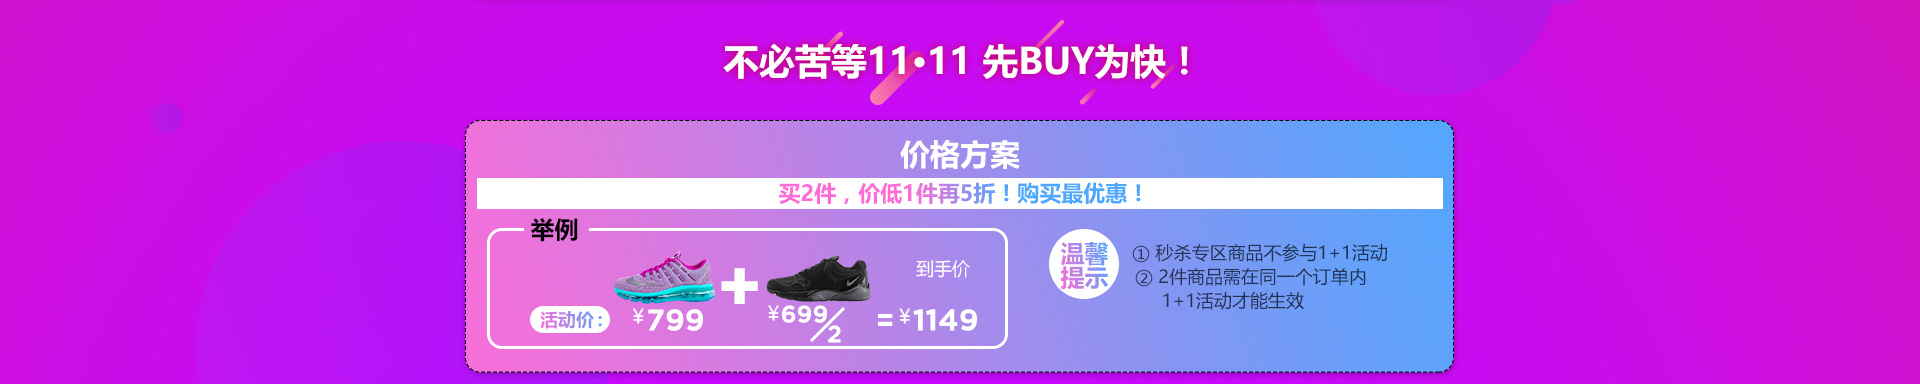 不必苦等11•11 先BUY为快！
价格方案
买2件，价低1件再5折！购买最优惠！
举例
到手价
活动价： ¥799 + ¥699/2 = ¥1149
温馨
提示
① 秒杀专区商品不参与1+1活动
② 2件商品需在同一个订单内
1+1活动才能生效